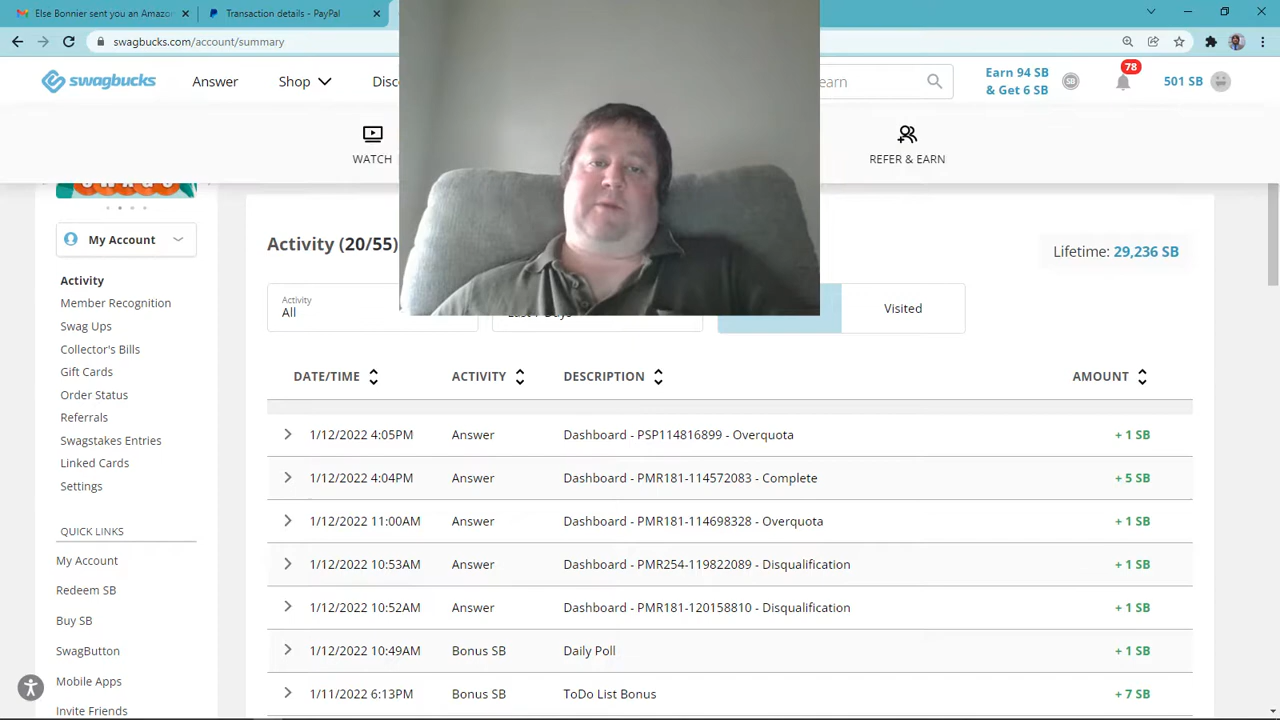 Else Bonnier sent you an Amazo
Transaction details - PayPal
swagbucks.com/account/summary
swagbucks
Answer
Shop
Disc
earn
Earn 94 SB
& Get 6 SB
SB
78
501 SB
WATCH
REFER & EARN
My Account
Activity
Member Recognition
Swag Ups
Collector's Bills
Gift Cards
Order Status
Referrals
Swagstakes Entries
Linked Cards
Settings
QUICK LINKS
My Account
Redeem SB
Buy SB
SwagButton
Mobile Apps
Invite Friends
Activity (20/55)
Lifetime: 29,236 SB
Activity
All
Visited
DATE/TIME ACTIVITY DESCRIPTION AMOUNT
1/12/2022 4:05PM Answer Dashboard - PSP114816899 - Overquota + 1 SB
1/12/2022 4:04PM Answer Dashboard - PMR181-114572083 - Complete + 5 SB
1/12/2022 11:00AM Answer Dashboard - PMR181-114698328 - Overquota + 1 SB
1/12/2022 10:53AM Answer Dashboard - PMR254-119822089 - Disqualification + 1 SB
1/12/2022 10:52AM Answer Dashboard - PMR181-120158810 - Disqualification + 1 SB
1/12/2022 10:49AM Bonus SB Daily Poll + 1 SB
1/11/2022 6:13PM Bonus SB ToDo List Bonus + 7 SB